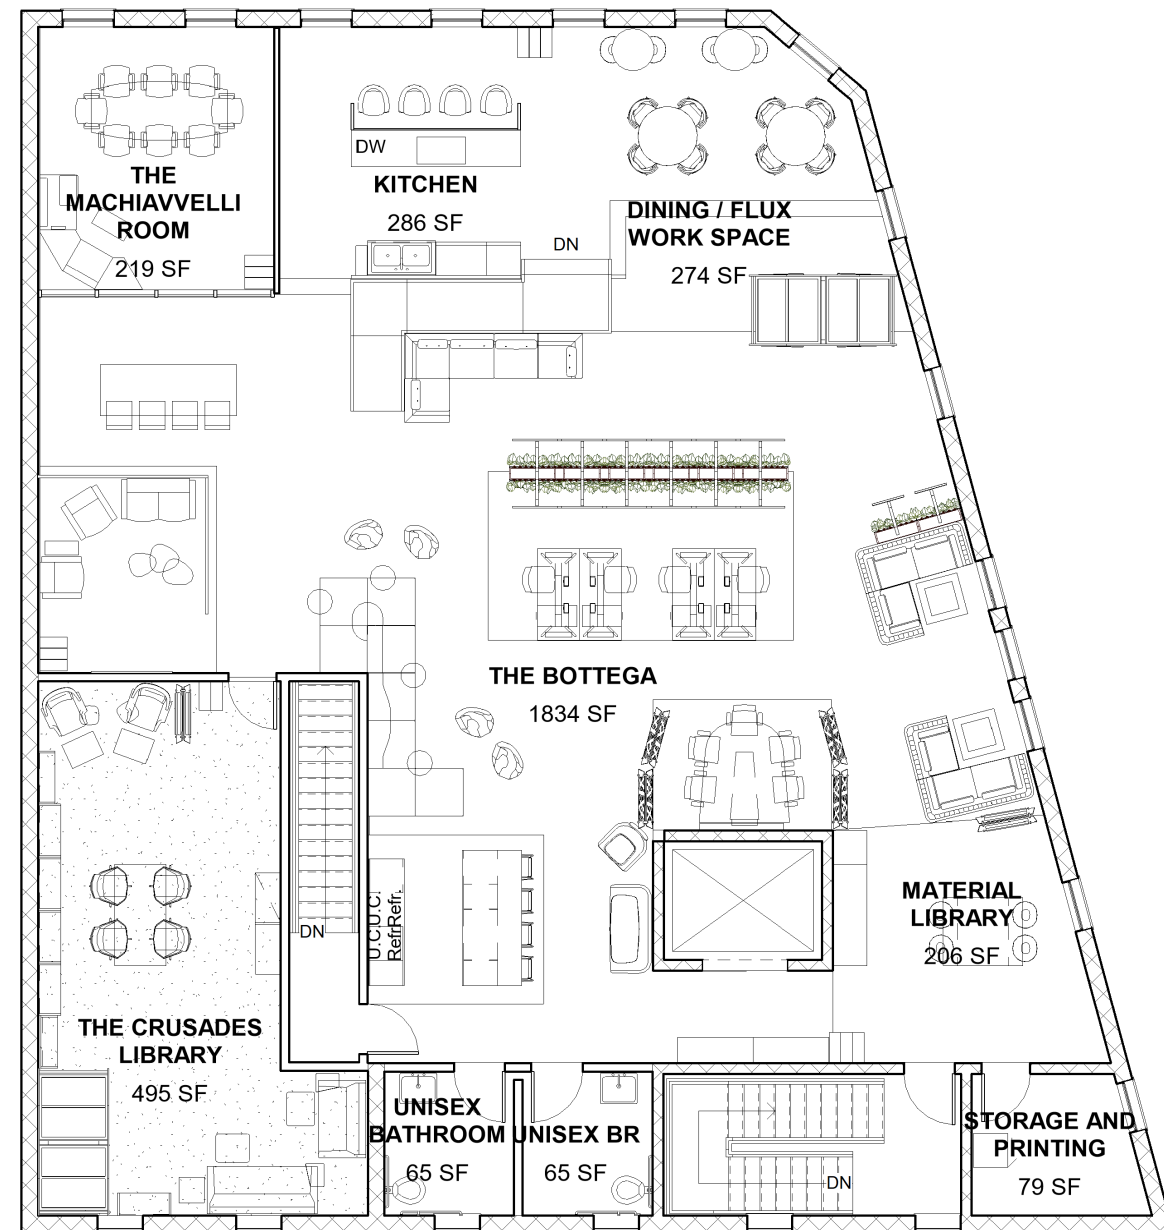 THE
MACHIAVVELLI
ROOM
219 SF
DW
KITCHEN
286 SF
DN
DINING / FLUX
WORK SPACE
274 SF
THE BOTTEGA
1834 SF
DN
U.C.U.C.
Refr.Refr.
MATERIAL
LIBRARY
206 SF
THE CRUSADES
LIBRARY
495 SF
UNISEX
BATHROOM
65 SF
UNISEX BR
65 SF
DN
STORAGE AND
PRINTING
79 SF